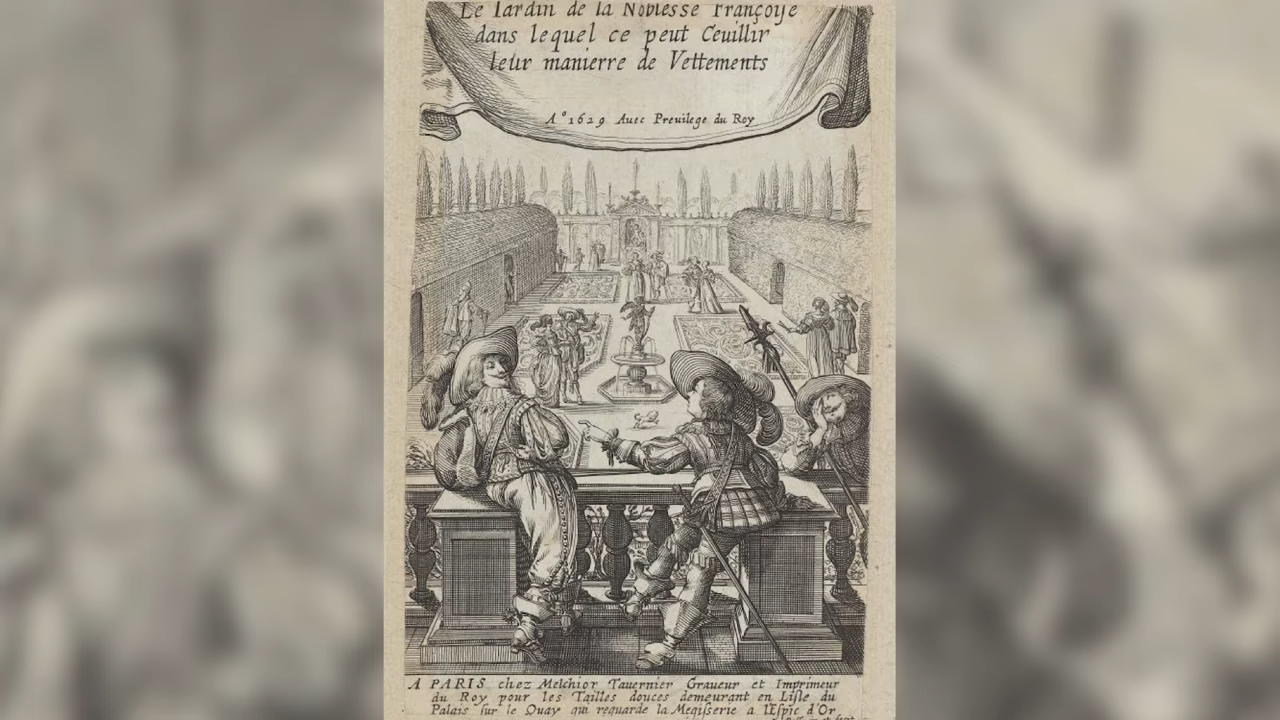 Le Iardin de la Noblesse Françoise
dans lequel ce peut Ceuillir
leur manierre de Vettements
A° 1629 Auec Preuilege du Roy
A PARIS chez Melchior Tauernier Graueur et Imprimeur
du Roy pour les Tailles douces demeurant en L'isle du
Palais sur le Quay qui regarde la Megisserie a l'Espic d'Or